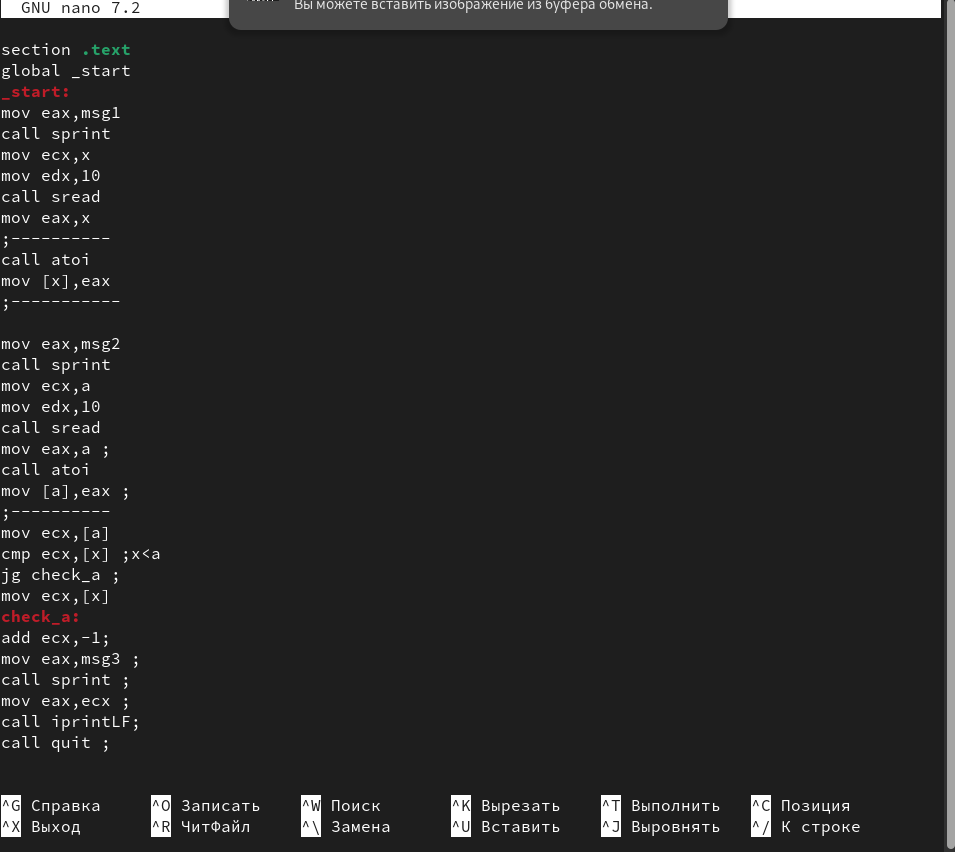 GNU nano 7.2
Вы можете вставить изображение из буфера обмена.
section .text
global _start
_start:
mov eax,msg1
call sprint
mov ecx,x
mov edx,10
call sread
mov eax,x
;----------
call atoi
mov [x],eax
;-----------
mov eax,msg2
call sprint
mov ecx,a
mov edx,10
call sread
mov eax,a ;
call atoi
mov [a],eax ;
;----------
mov ecx,[a]
cmp ecx,[x] ;x<a
jg check_a ;
mov ecx,[x]
check_a:
add ecx,-1;
mov eax,msg3 ;
call sprint ;
mov eax,ecx ;
call iprintLF;
call quit ;
^G Справка ^O Записать ^W Поиск ^K Вырезать ^T Выполнить ^C Позиция
^X Выход ^R ЧитФайл ^\ Замена ^U Вставить ^J Выровнять ^/ К строке